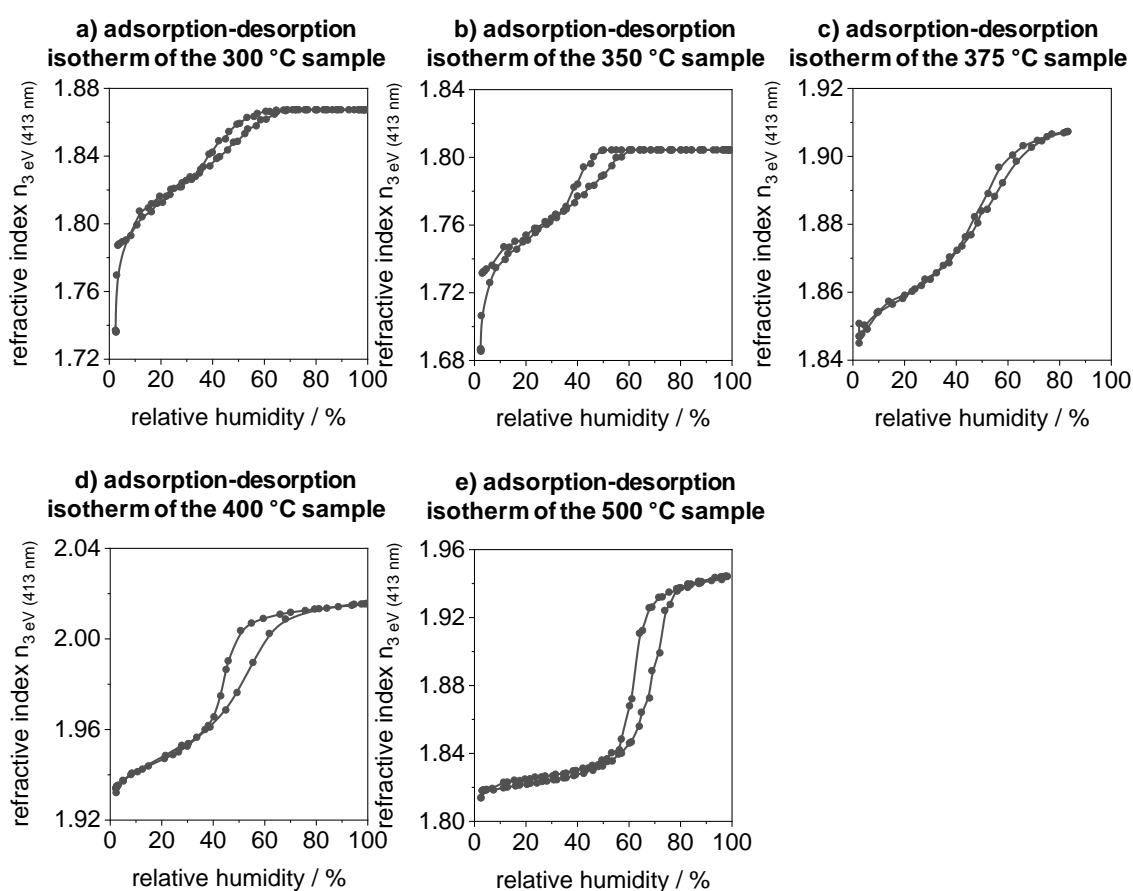 a) adsorption-desorption
isotherm of the 300 °C sample
b) adsorption-desorption
isotherm of the 350 °C sample
c) adsorption-desorption
isotherm of the 375 °C sample
refractive index n3 eV (413 nm)
1.88
1.84
1.80
1.76
1.72
0 20 40 60 80 100
relative humidity / %
refractive index n3 eV (413 nm)
1.84
1.80
1.76
1.72
1.68
0 20 40 60 80 100
relative humidity / %
refractive index n3 eV (413 nm)
1.92
1.90
1.88
1.86
1.84
0 20 40 60 80 100
relative humidity / %
d) adsorption-desorption
isotherm of the 400 °C sample
e) adsorption-desorption
isotherm of the 500 °C sample
refractive index n3 eV (413 nm)
2.04
2.00
1.96
1.92
0 20 40 60 80 100
relative humidity / %
refractive index n3 eV (413 nm)
1.96
1.92
1.88
1.84
1.80
0 20 40 60 80 100
relative humidity / %